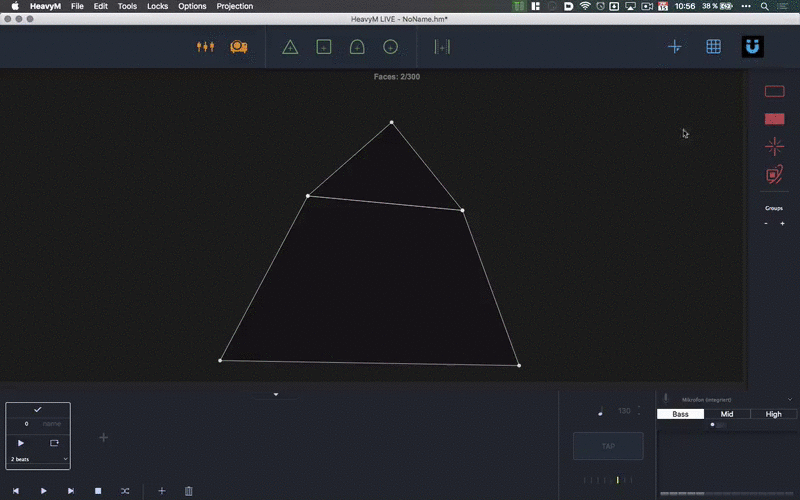 HeavyM File Edit Tools Locks Options Projection 10:56 38 %
HeavyM LIVE - NoName.hm*
Faces: 2/300
Groups
- +
0 name
2 beats
130
TAP
Mikrofon (integriert)
Bass Mid High